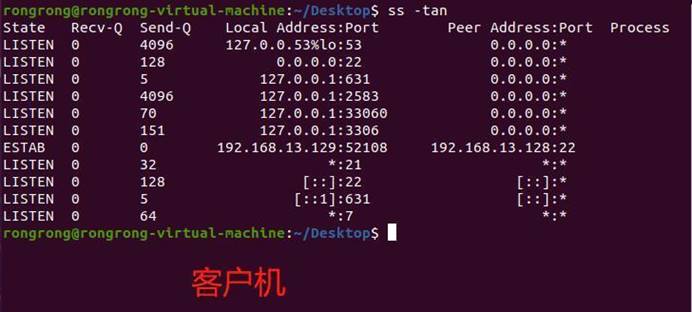 rongrong@rongrong-virtual-machine:~/Desktop$ ss -tan
State Recv-Q Send-Q Local Address:Port Peer Address:Port Process
LISTEN 0 4096 127.0.0.53%lo:53 0.0.0.0:*
LISTEN 0 128 0.0.0.0:22 0.0.0.0:*
LISTEN 0 5 127.0.0.1:631 0.0.0.0:*
LISTEN 0 4096 127.0.0.1:2583 0.0.0.0:*
LISTEN 0 70 127.0.0.1:33060 0.0.0.0:*
LISTEN 0 151 127.0.0.1:3306 0.0.0.0:*
ESTAB 0 0 192.168.13.129:52108 192.168.13.128:22
LISTEN 0 32 *:21 *:*
LISTEN 0 128 [::]:22 [::]:*
LISTEN 0 5 [::1]:631 [::]:*
LISTEN 0 64 *:7 *:*
rongrong@rongrong-virtual-machine:~/Desktop$
客户机